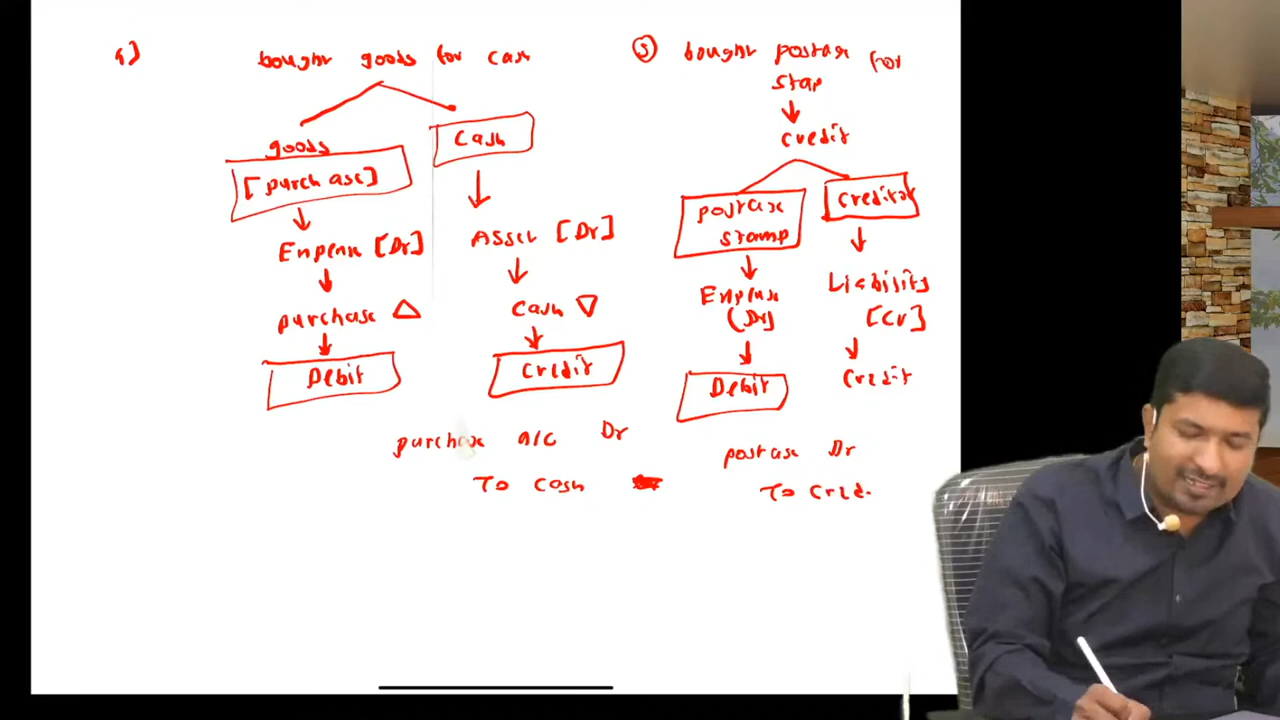 4) bought goods for cash
goods
[purchase]
Cash
Expense [Dr]
Asset [Dr]
purchase △
Cash ▽
Debit
Credit
purchase a/c Dr
To cash
⑤ bought postage for
stap
credit
postage
stamp
Creditor
Expense
[Dr]
Liability
[Cr]
Debit
Credit
postage Dr
To cred.